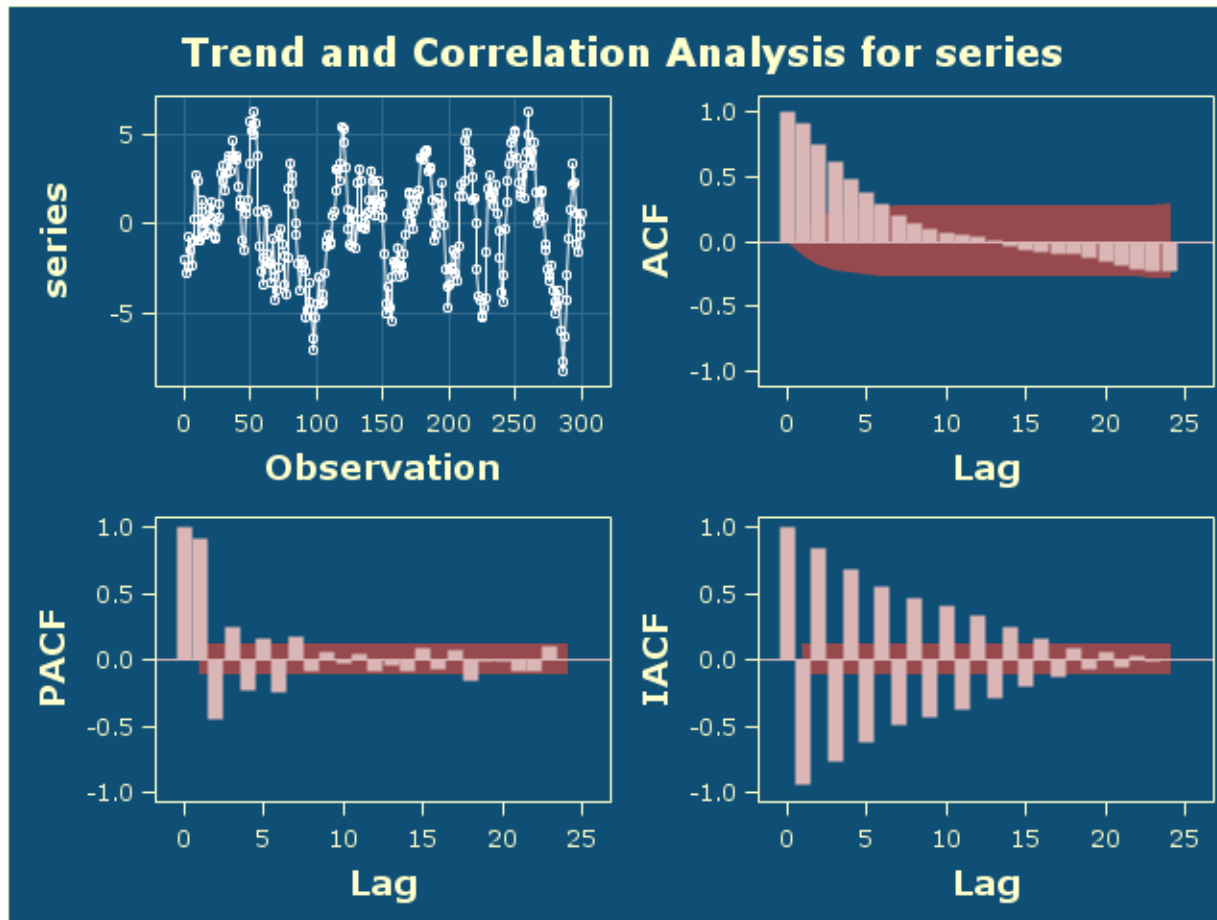 Trend and Correlation Analysis for series
series
5
0
-5
0 50 100 150 200 250 300
Observation
ACF
1.0
0.5
0.0
-0.5
-1.0
0 5 10 15 20 25
Lag
PACF
1.0
0.5
0.0
-0.5
-1.0
0 5 10 15 20 25
Lag
IACF
1.0
0.5
0.0
-0.5
-1.0
0 5 10 15 20 25
Lag